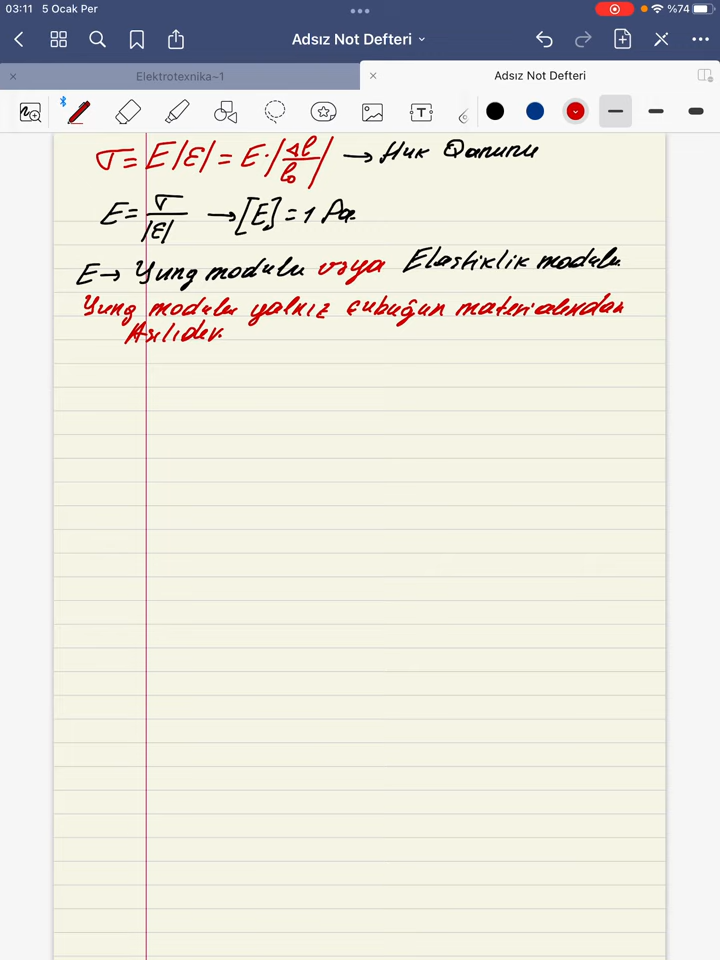 03:11 5 Ocak Per
%74
Adsız Not Defteri
Elektrotexnika~1
Adsız Not Defteri
T
σ = E|ε| = E·|Δl/l₀| → Huk Qanunu
E = σ/|ε| → [E] = 1 Pa
E → Yung modulu vəya Elastiklik modulu
Yung modulu yalnız çubuğun materialından
Asılıdır.